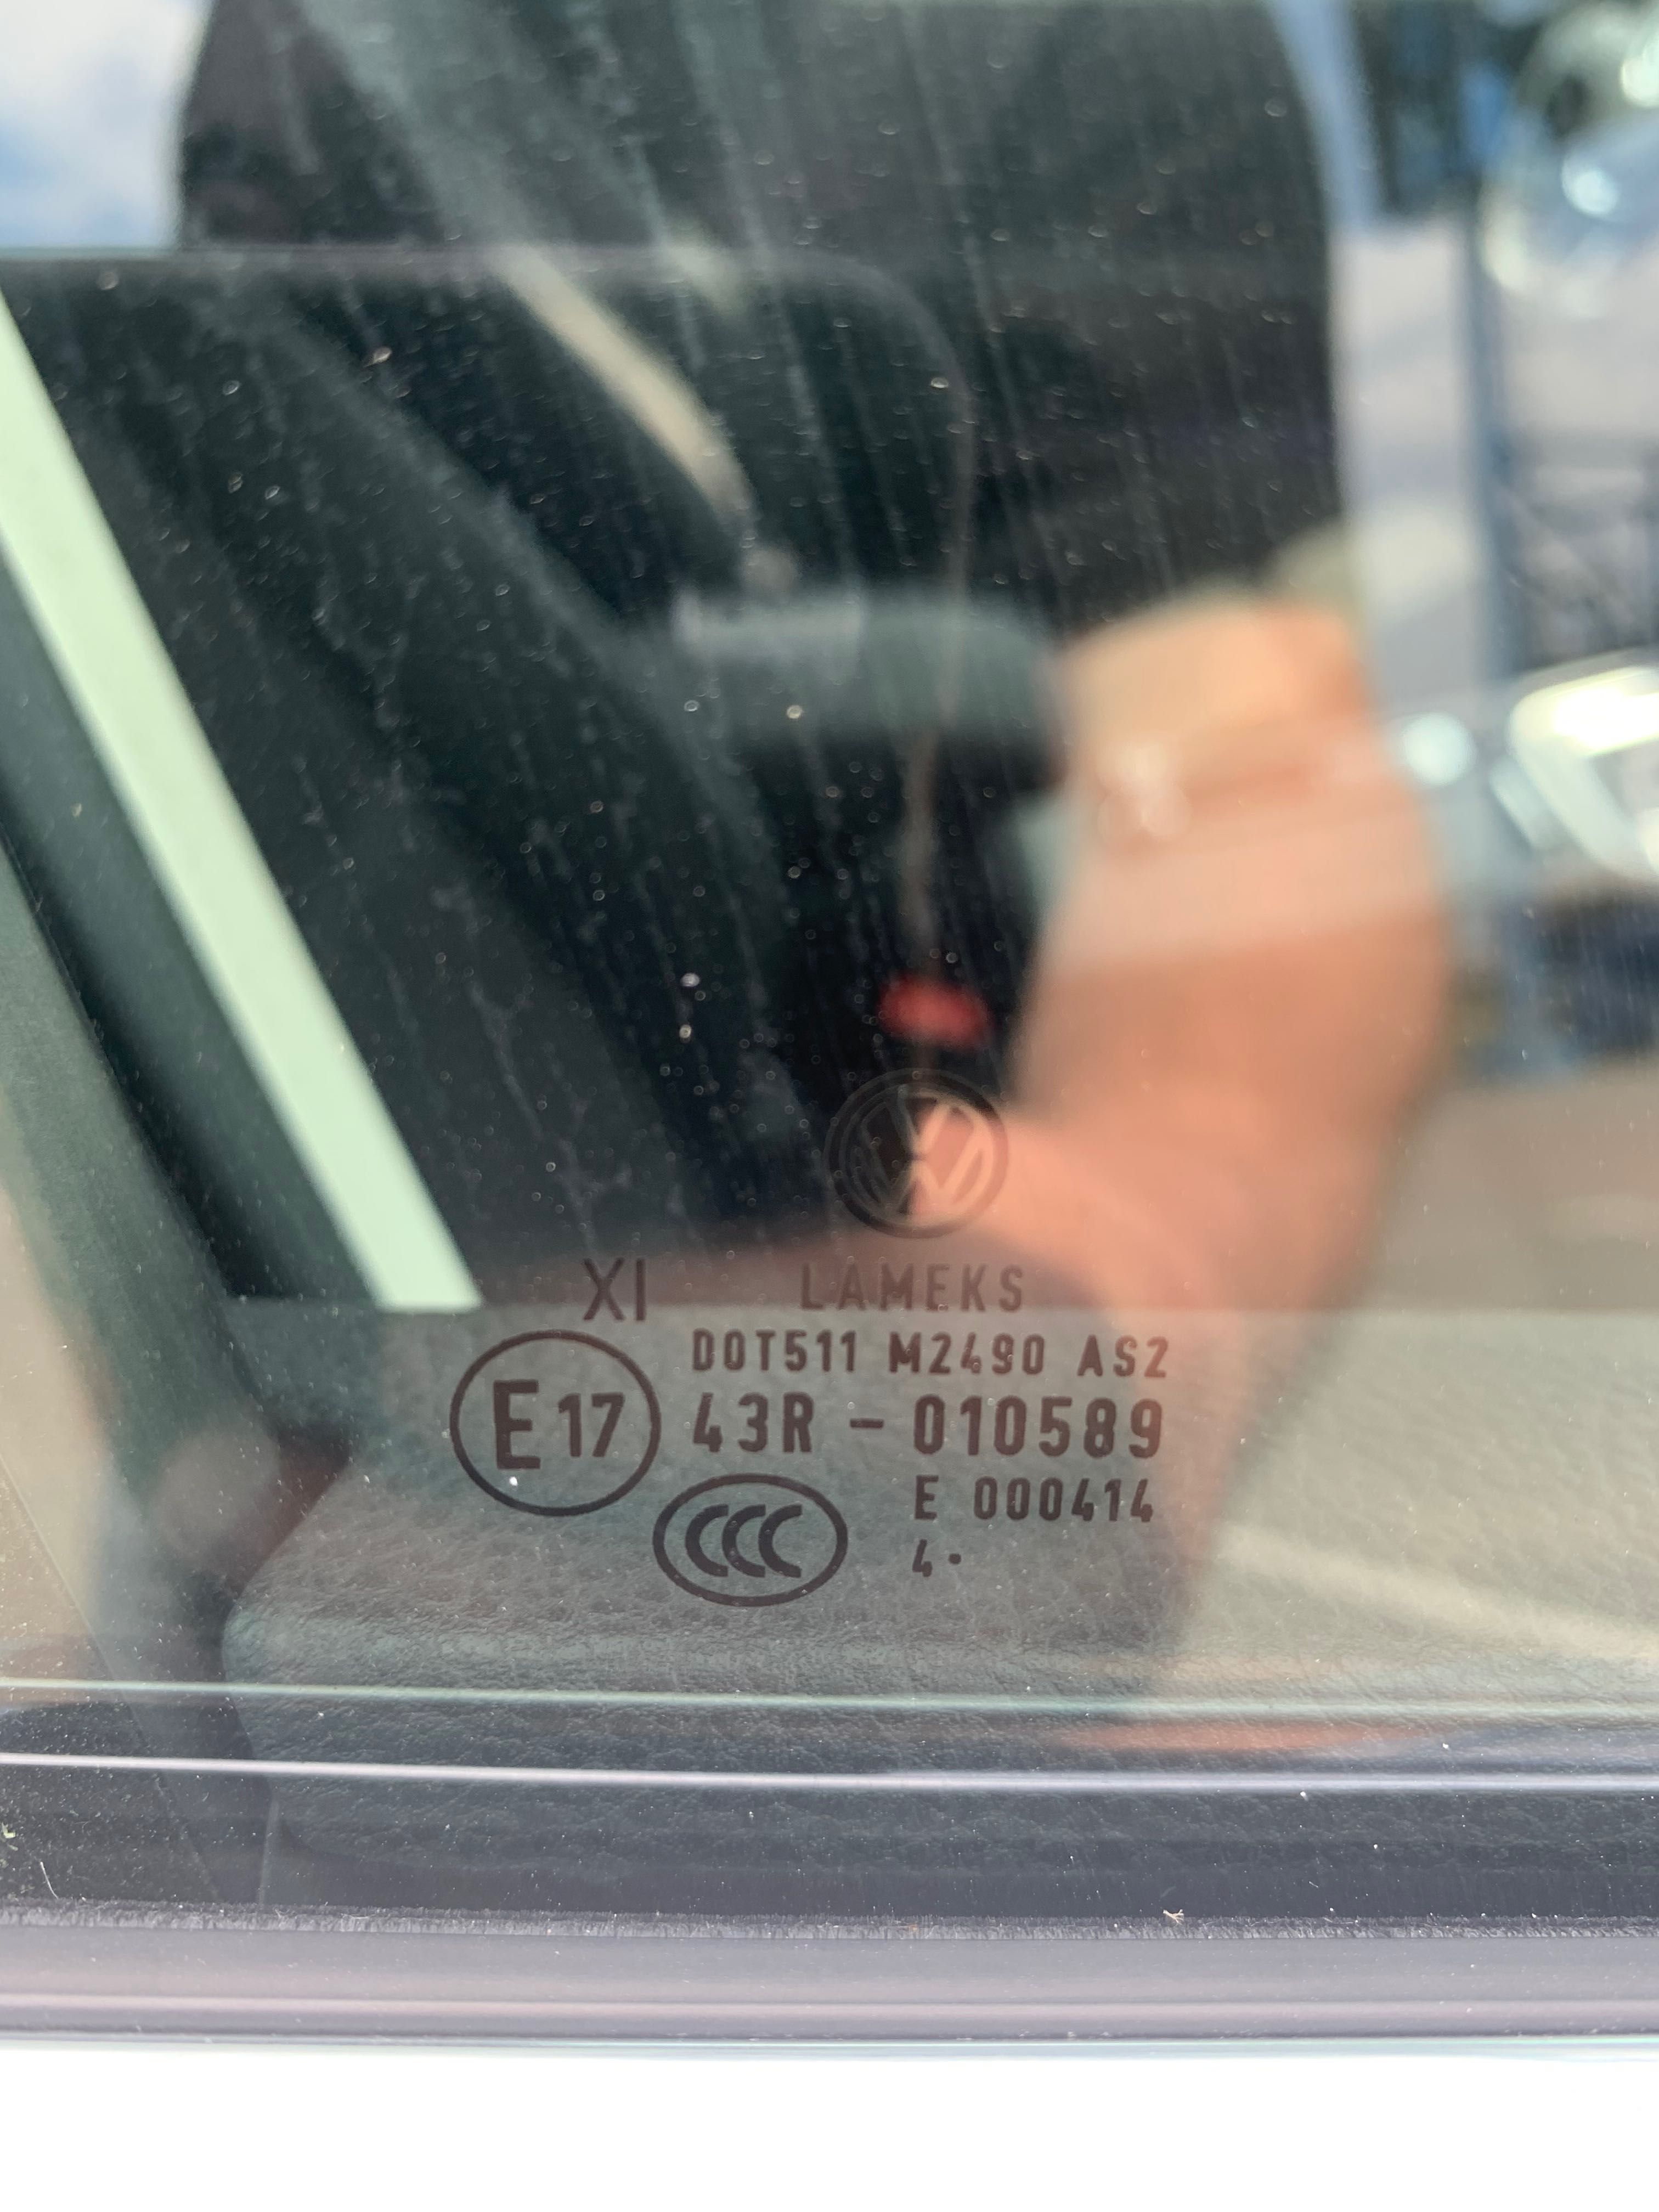 XI LAMEKS
DOT511 M2490 AS2
E17 43R - 010589
CCC E 000414
4·